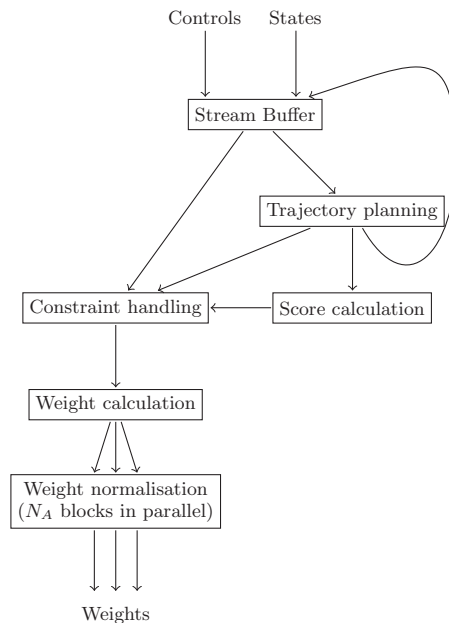 Controls States
Stream Buffer
Trajectory planning
Constraint handling Score calculation
Weight calculation
Weight normalisation
(N_A blocks in parallel)
Weights